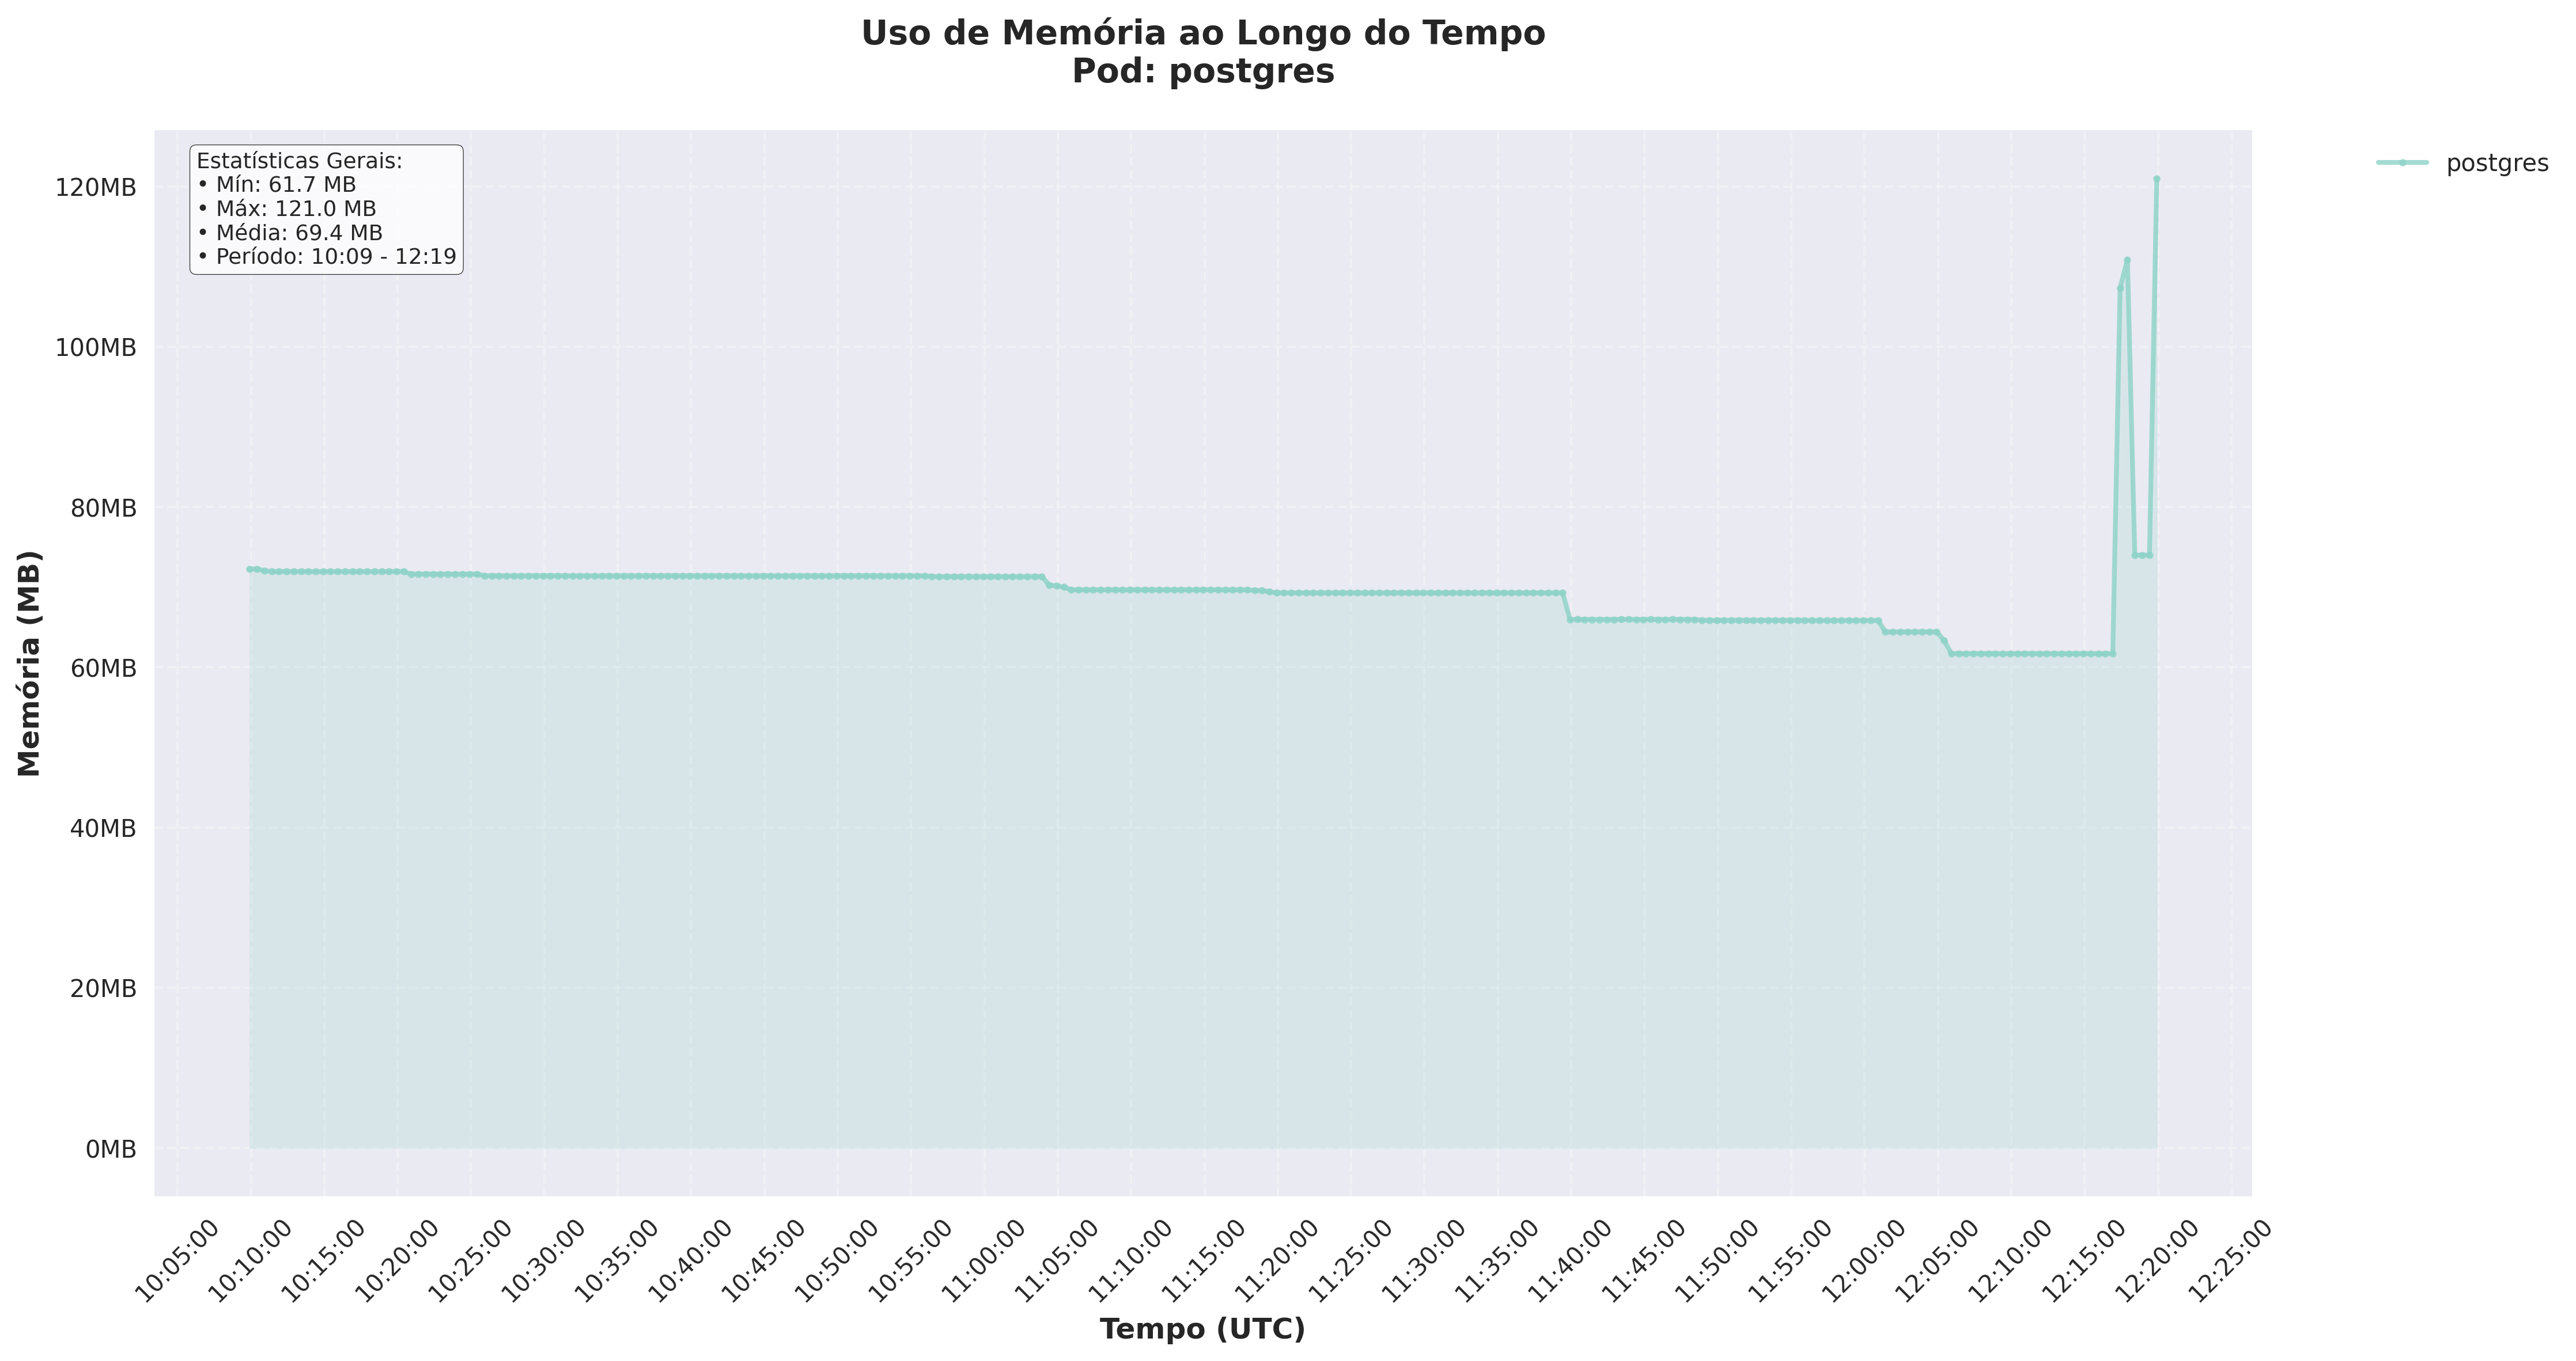 Uso de Memória ao Longo do Tempo
Pod: postgres
Estatísticas Gerais:
• Mín: 61.7 MB
• Máx: 121.0 MB
• Média: 69.4 MB
• Período: 10:09 - 12:19
postgres
Memória (MB)
120MB
100MB
80MB
60MB
40MB
20MB
0MB
10:05:00
10:10:00
10:15:00
10:20:00
10:25:00
10:30:00
10:35:00
10:40:00
10:45:00
10:50:00
10:55:00
11:00:00
11:05:00
11:10:00
11:15:00
11:20:00
11:25:00
11:30:00
11:35:00
11:40:00
11:45:00
11:50:00
11:55:00
12:00:00
12:05:00
12:10:00
12:15:00
12:20:00
12:25:00
Tempo (UTC)